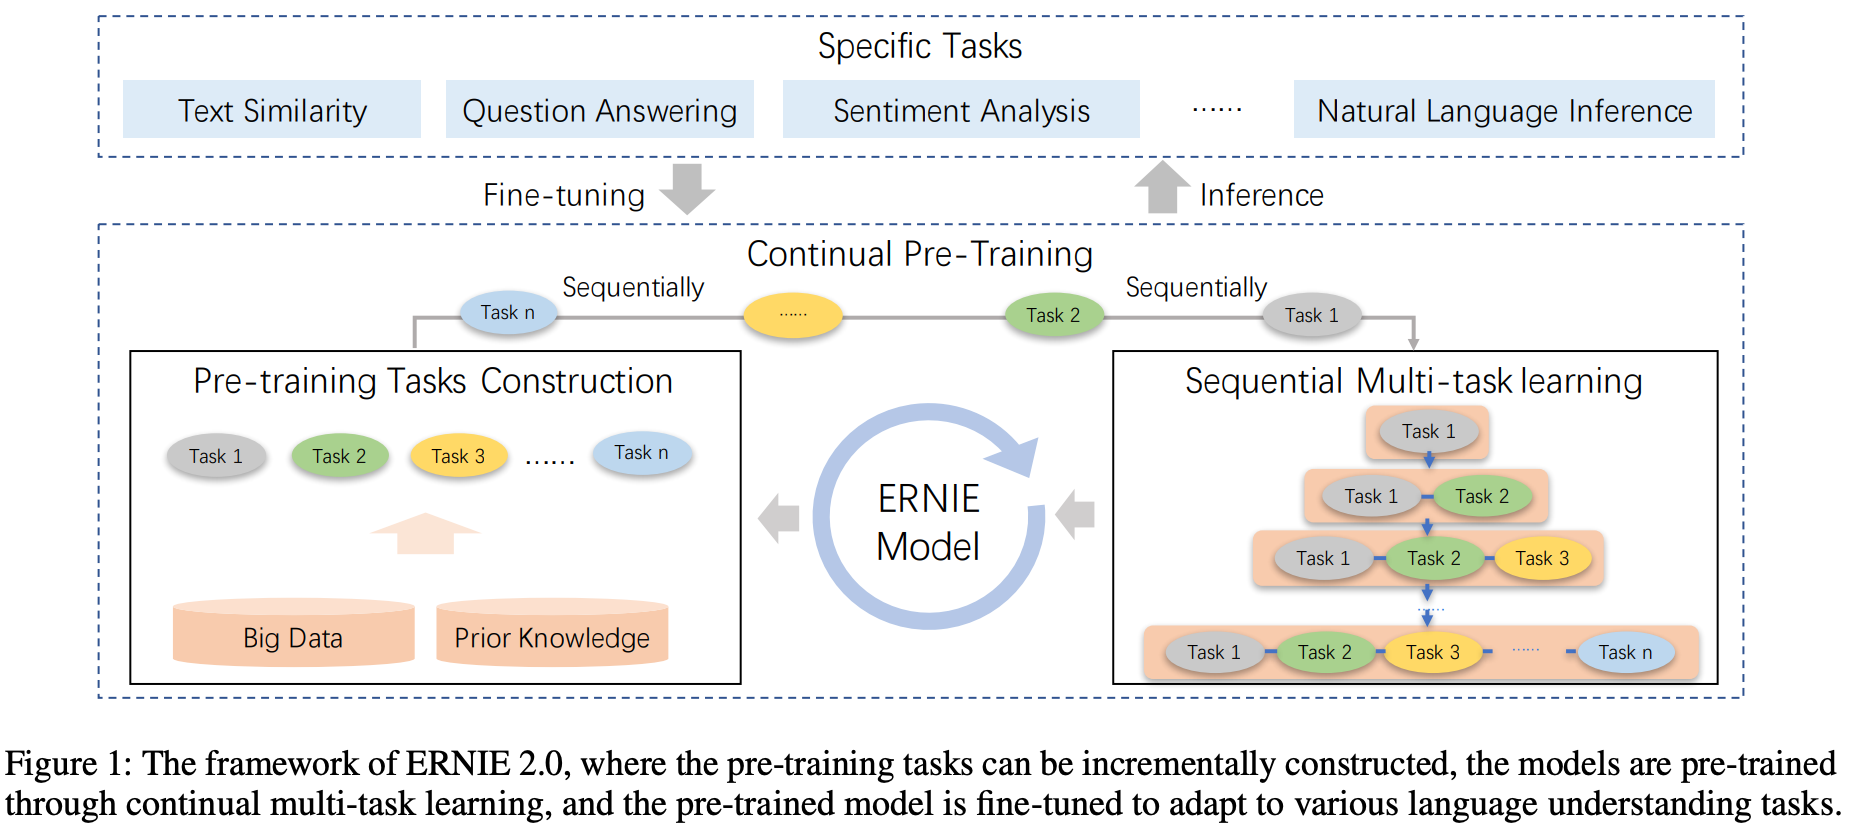 Specific Tasks
Text Similarity
Question Answering
Sentiment Analysis
……
Natural Language Inference
Fine-tuning
Inference
Continual Pre-Training
Sequentially
Sequentially
Task n
……
Task 2
Task 1
Pre-training Tasks Construction
Task 1
Task 2
Task 3
……
Task n
Big Data
Prior Knowledge
ERNIE
Model
Sequential Multi-task learning
Task 1
Task 1
Task 2
Task 1
Task 2
Task 3
……
Task 1
Task 2
Task 3
……
Task n
Figure 1: The framework of ERNIE 2.0, where the pre-training tasks can be incrementally constructed, the models are pre-trained
through continual multi-task learning, and the pre-trained model is fine-tuned to adapt to various language understanding tasks.